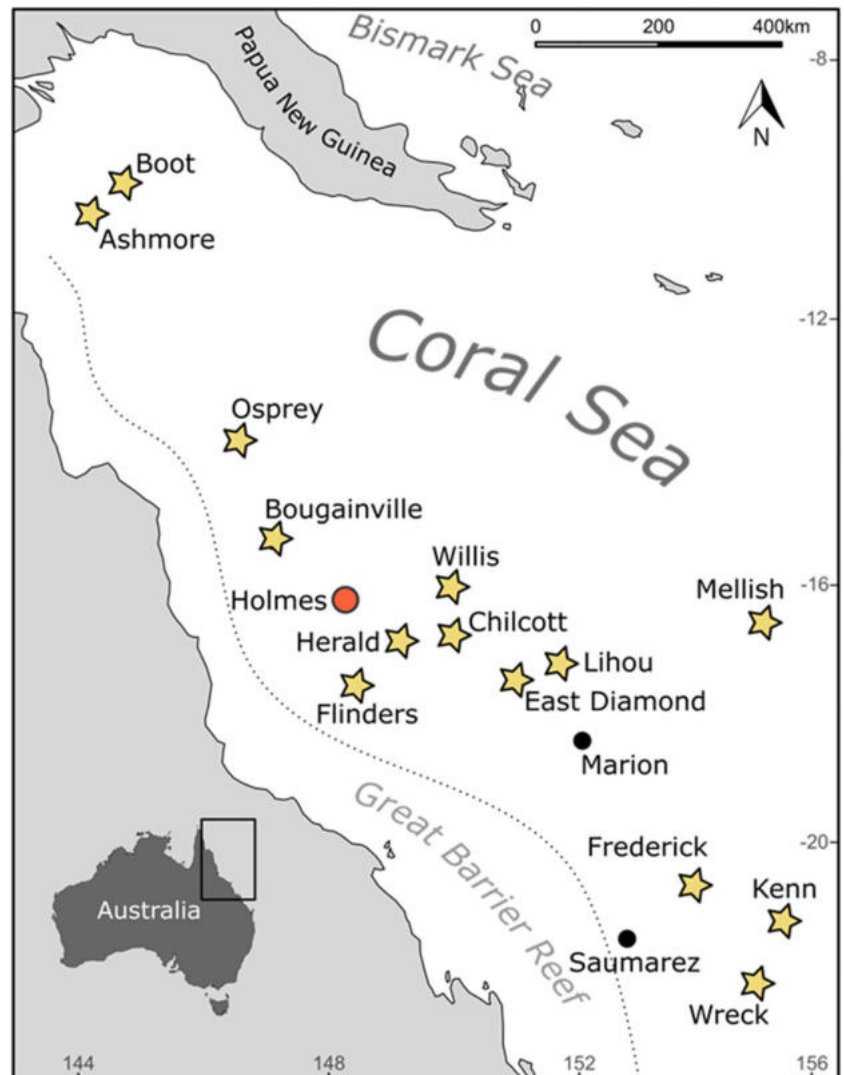 0 200 400km
Bismark Sea
-8
Papua New Guinea
N
Boot
Ashmore
-12
Coral Sea
Osprey
Bougainville
Willis
-16
Mellish
Holmes
Chilcott
Herald
Lihou
East Diamond
Flinders
Marion
Great Barrier Reef
-20
Frederick
Kenn
Australia
Saumarez
Wreck
144 148 152 156